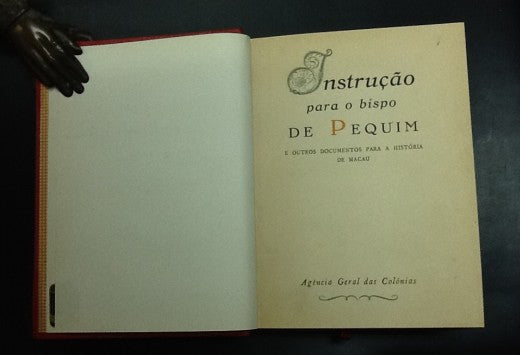 Instrução
para o bispo
DE PEQUIM
E OUTROS DOCUMENTOS PARA A HISTÓRIA
DE MACAU
Agência Geral das Colónias